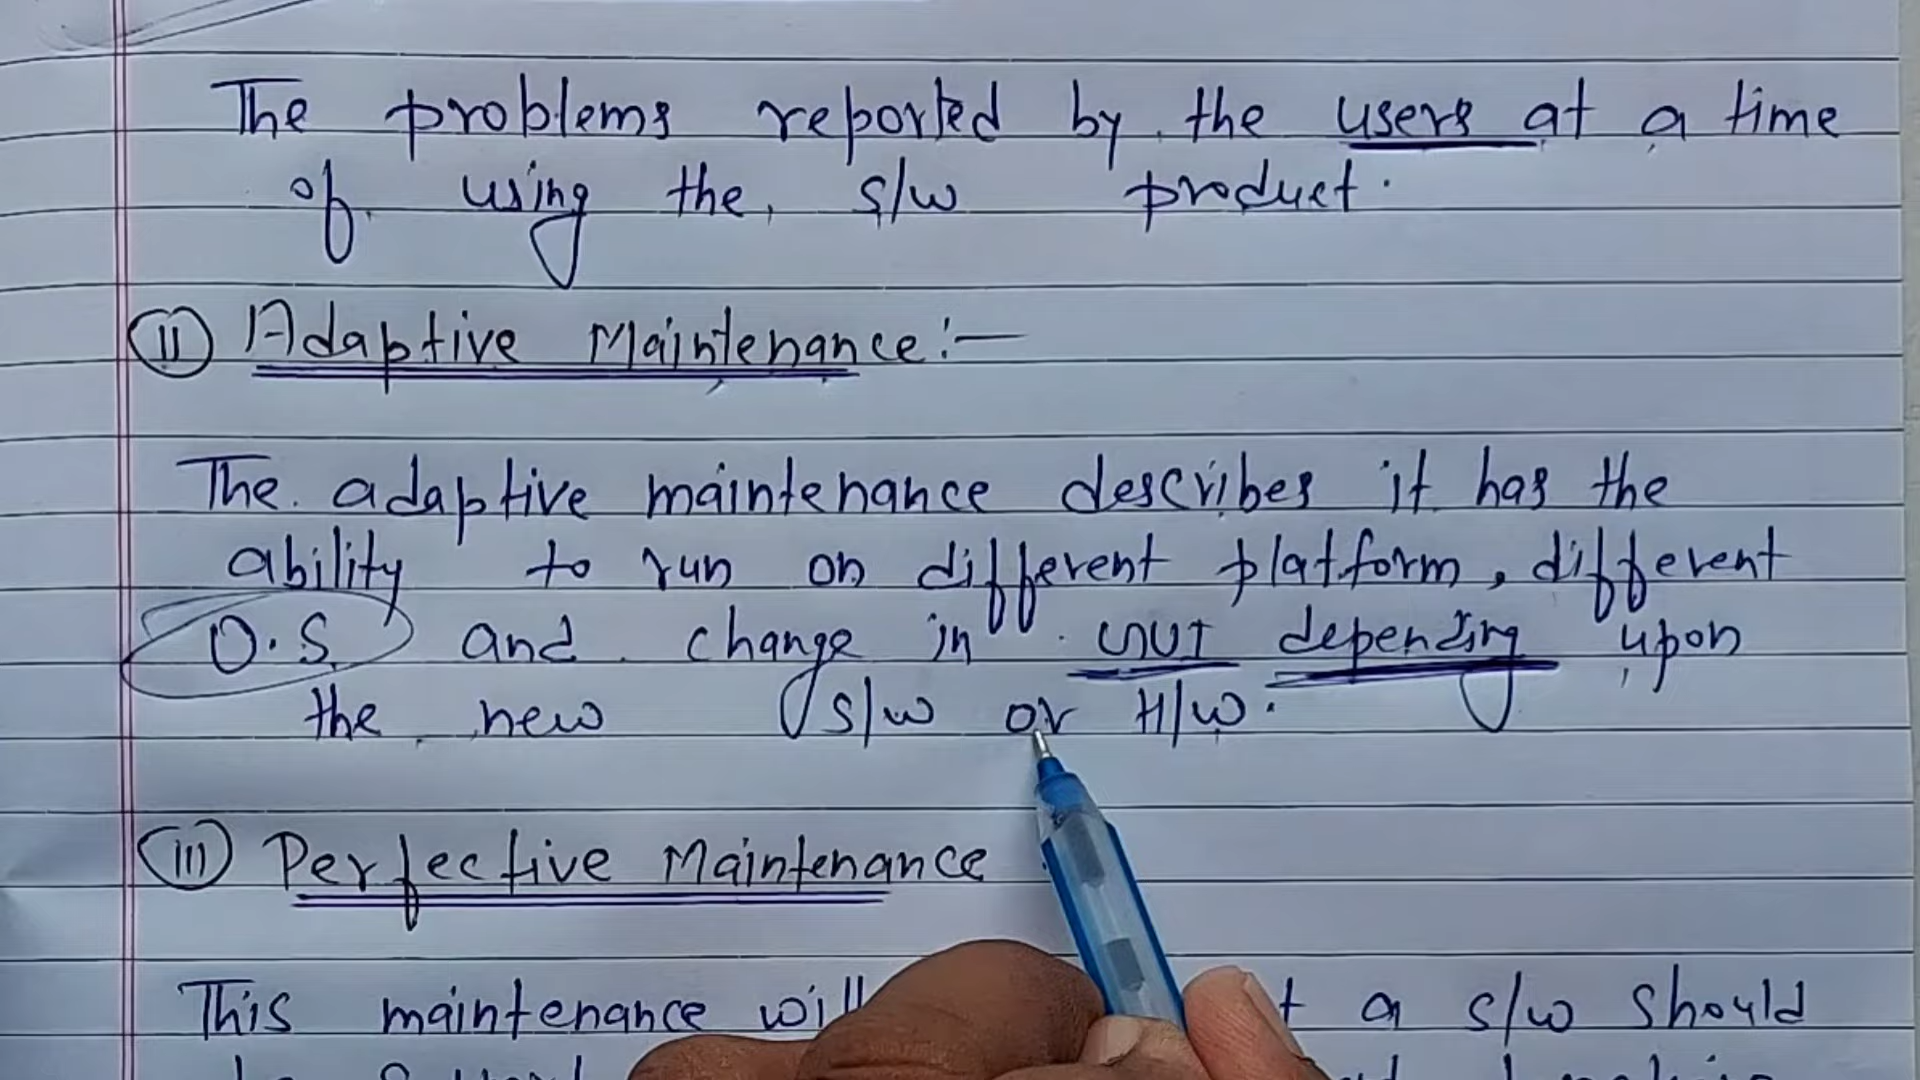 The problems reported by the users at a time
of using the s/w product.
(II) Adaptive Maintenance:-
The adaptive maintenance describes it has the
ability to run on different platform, different
O.S. and change in GUI depending upon
the new s/w or H/w.
(III) Perfective Maintenance
This maintenance will a s/w should